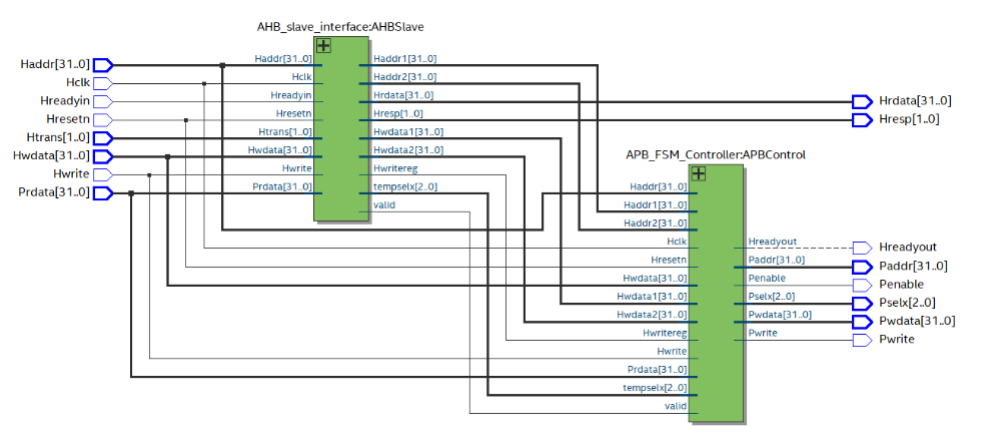 AHB_slave_interface:AHBSlave
Haddr[31..0]
Hclk
Hreadyin
Hresetn
Htrans[1..0]
Hwdata[31..0]
Hwrite
Prdata[31..0]
Haddr[31..0]
Hclk
Hreadyin
Hresetn
Htrans[1..0]
Hwdata[31..0]
Hwrite
Prdata[31..0]
Haddr1[31..0]
Haddr2[31..0]
Hrdata[31..0]
Hresp[1..0]
Hwdata1[31..0]
Hwdata2[31..0]
Hwritereg
tempselx[2..0]
valid
Hrdata[31..0]
Hresp[1..0]
APB_FSM_Controller:APBControl
Haddr[31..0]
Haddr1[31..0]
Haddr2[31..0]
Hclk
Hresetn
Hwdata[31..0]
Hwdata1[31..0]
Hwdata2[31..0]
Hwritereg
Hwrite
Prdata[31..0]
tempselx[2..0]
valid
Hreadyout
Paddr[31..0]
Penable
Pselx[2..0]
Pwdata[31..0]
Pwrite
Hreadyout
Paddr[31..0]
Penable
Pselx[2..0]
Pwdata[31..0]
Pwrite